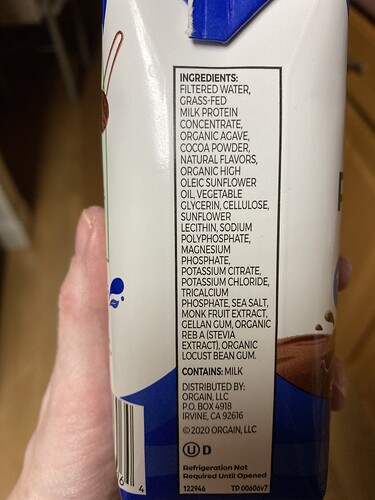 INGREDIENTS:
FILTERED WATER,
GRASS-FED
MILK PROTEIN
CONCENTRATE,
ORGANIC AGAVE,
COCOA POWDER,
NATURAL FLAVORS,
ORGANIC HIGH
OLEIC SUNFLOWER
OIL, VEGETABLE
GLYCERIN, CELLULOSE,
SUNFLOWER
LECITHIN, SODIUM
POLYPHOSPHATE,
MAGNESIUM
PHOSPHATE,
POTASSIUM CITRATE,
POTASSIUM CHLORIDE,
TRICALCIUM
PHOSPHATE, SEA SALT,
MONK FRUIT EXTRACT,
GELLAN GUM, ORGANIC
REB A (STEVIA
EXTRACT), ORGANIC
LOCUST BEAN GUM.
CONTAINS: MILK
DISTRIBUTED BY:
ORGAIN, LLC
P.O. BOX 4918
IRVINE, CA 92616
© 2020 ORGAIN, LLC
U D
Refrigeration Not
Required Until Opened
122946 TP 00606v7
6 4